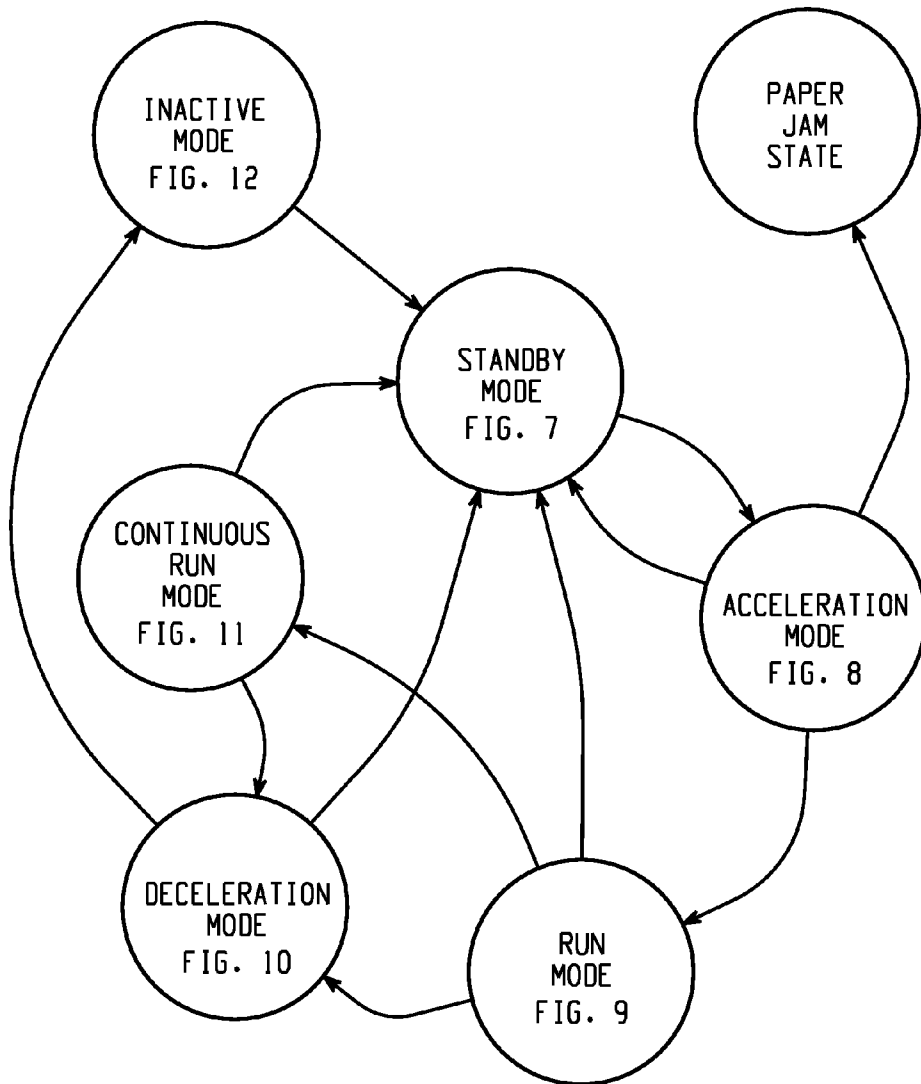 INACTIVE
MODE
FIG. 12
PAPER
JAM
STATE
STANDBY
MODE
FIG. 7
CONTINUOUS
RUN
MODE
FIG. 11
ACCELERATION
MODE
FIG. 8
DECELERATION
MODE
FIG. 10
RUN
MODE
FIG. 9